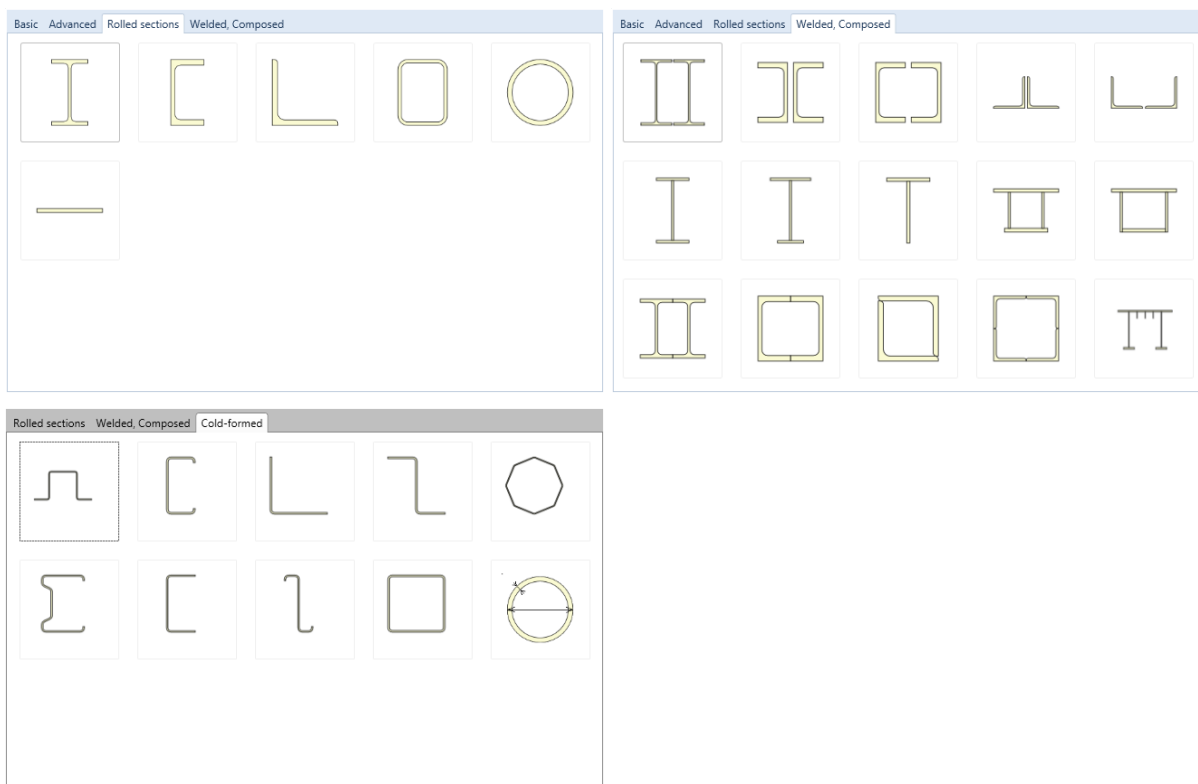 Basic Advanced Rolled sections Welded, Composed
Basic Advanced Rolled sections Welded, Composed
Rolled sections Welded, Composed Cold-formed